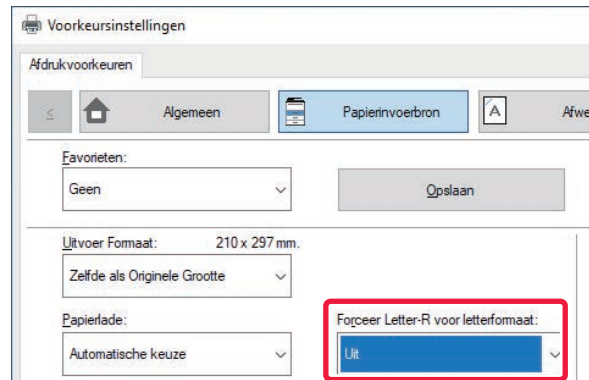 Voorkeursinstellingen
Afdrukvoorkeuren
≤ Algemeen Papierinvoerbron A
Favorieten:
Geen Opslaan
Uitvoer Formaat: 210 x 297 mm.
Zelfde als Originele Grootte
Papierlade: Forceer Letter-R voor letterformaat:
Automatische keuze Uit